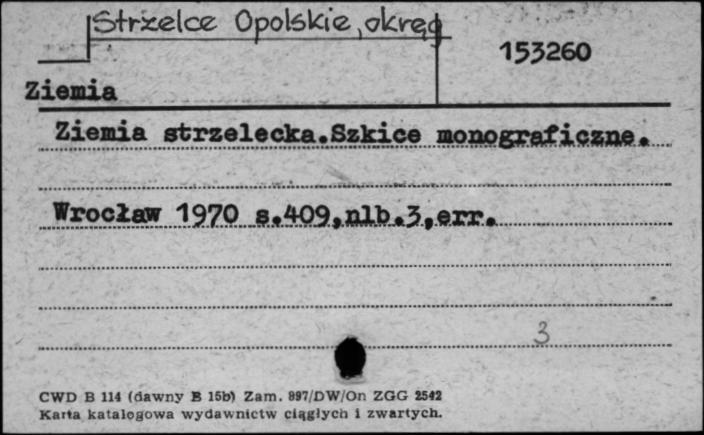 Strzelce Opolskie, okręg
153260
Ziemia
Ziemia strzelecka.Szkice monograficzne.
Wrocław 1970 s.409,nlb.3,err.
3
CWD B 114 (dawny B 15b) Zam. 897/DW/On ZGG 2542
Karta katalogowa wydawnictw ciągłych i zwartych.